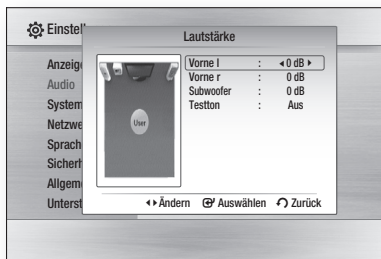 Einstell
Lautstärke
Anzeige
Audio
System
Netzwe
Sprach
Sicherh
Allgem
Unterst
User
Vorne l : ◀ 0 dB ▶
Vorne r : 0 dB
Subwoofer : 0 dB
Testton : Aus
◀▶ Ändern Auswählen Zurück